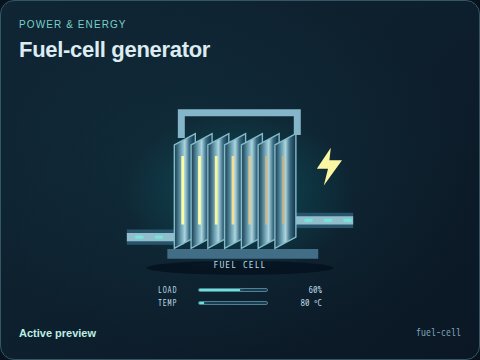 POWER & ENERGY
Fuel-cell generator
FUEL CELL
LOAD 60%
TEMP 80 °C
Active preview
fuel-cell